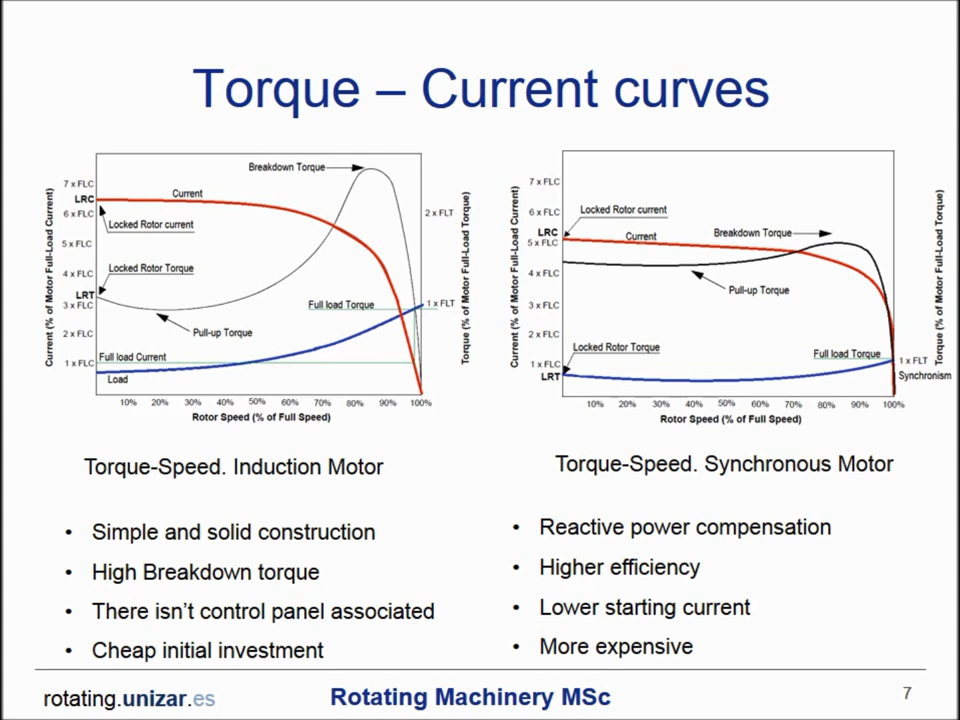 Torque – Current curves
Current (% of Motor Full-Load Current)
7 x FLC
LRC
6 x FLC
5 x FLC
4 x FLC
LRT
3 x FLC
2 x FLC
1 x FLC
Breakdown Torque
Current
Locked Rotor current
Locked Rotor Torque
Pull-up Torque
Full load Torque
Full load Current
Load
2 x FLT
1 x FLT
Torque (% of Motor Full-Load Torque)
10% 20% 30% 40% 50% 60% 70% 80% 90% 100%
Rotor Speed (% of Full Speed)
Torque-Speed. Induction Motor
• Simple and solid construction
• High Breakdown torque
• There isn't control panel associated
• Cheap initial investment
Current (% of Motor Full-Load Current)
7 x FLC
6 x FLC
LRC
5 x FLC
4 x FLC
3 x FLC
2 x FLC
1 x FLC
LRT
Locked Rotor current
Current
Breakdown Torque
Pull-up Torque
Locked Rotor Torque
Full load Torque
1 x FLT
Synchronism
Torque (% of Motor Full-Load Torque)
10% 20% 30% 40% 50% 60% 70% 80% 90% 100%
Rotor Speed (% of Full Speed)
Torque-Speed. Synchronous Motor
• Reactive power compensation
• Higher efficiency
• Lower starting current
• More expensive
rotating.unizar.es
Rotating Machinery MSc
7